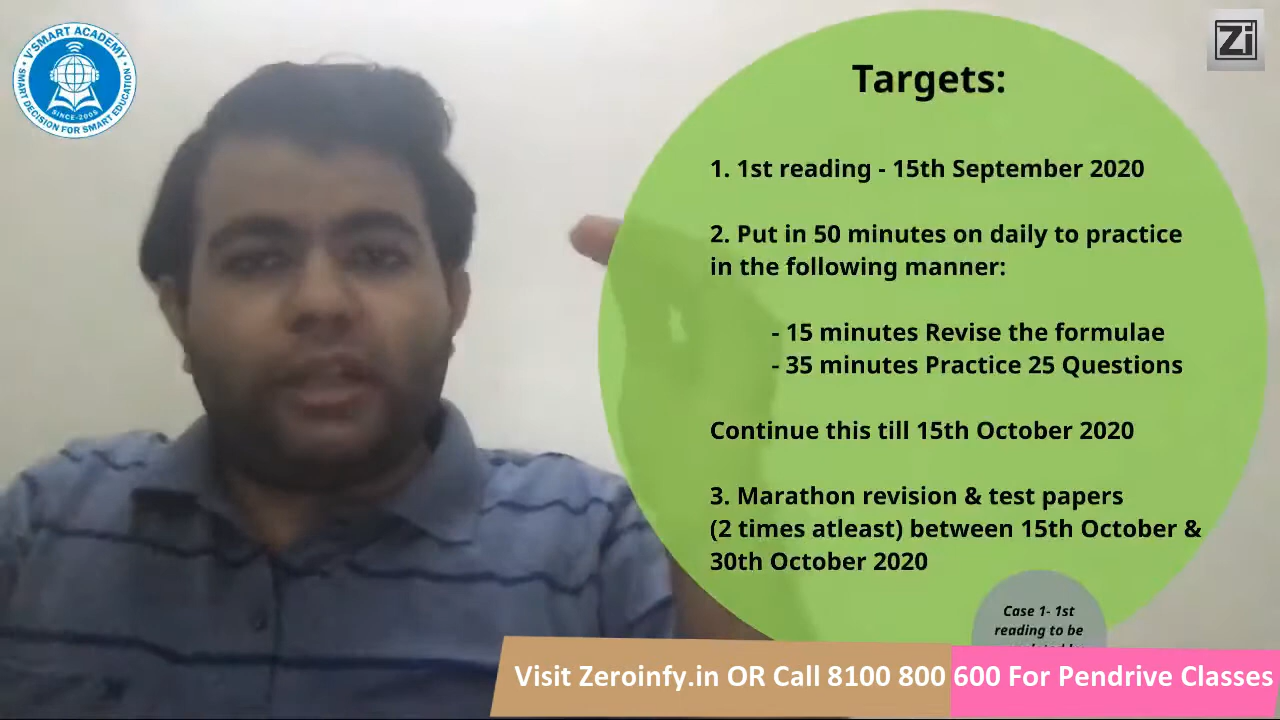 V'SMART ACADEMY
SINCE-2005
SMART DECISION FOR SMART EDUCATION
Zi
Targets:
1. 1st reading - 15th September 2020
2. Put in 50 minutes on daily to practice
in the following manner:
- 15 minutes Revise the formulae
- 35 minutes Practice 25 Questions
Continue this till 15th October 2020
3. Marathon revision & test papers
(2 times atleast) between 15th October &
30th October 2020
Case 1- 1st
reading to be
Visit Zeroinfy.in OR Call 8100 800 600 For Pendrive Classes